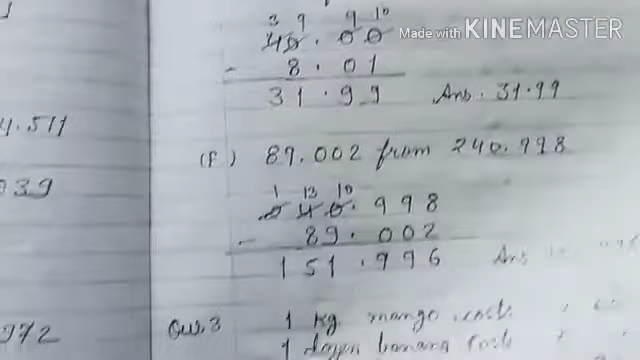 Made with KINEMASTER
3 9 9 10
40.00
- 8.01
31.99 Ans. 31.99
4.511
(F) 89.002 from 240.998
039
1 13 10
240.998
- 89.002
151.996 Ans
972
Qus.3 1 kg mango cost
1 dozen banana cost